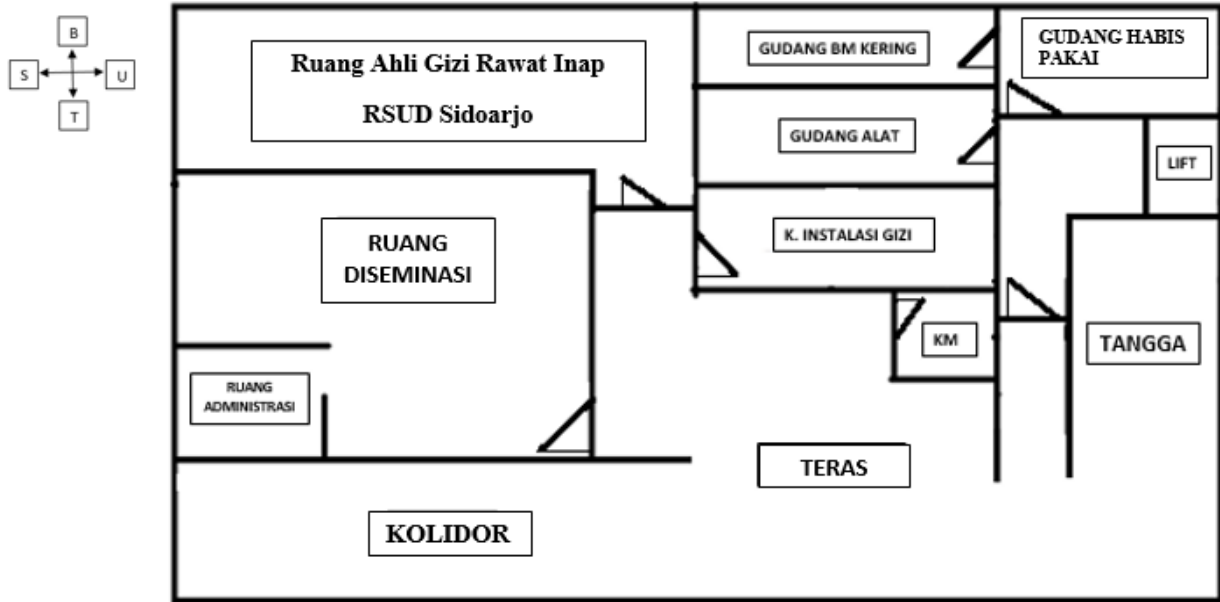 B
S
U
T
Ruang Ahli Gizi Rawat Inap
RSUD Sidoarjo
GUDANG BM KERING
GUDANG HABIS
PAKAI
GUDANG ALAT
LIFT
RUANG
DISEMINASI
K. INSTALASI GIZI
KM
TANGGA
RUANG
ADMINISTRASI
TERAS
KOLIDOR